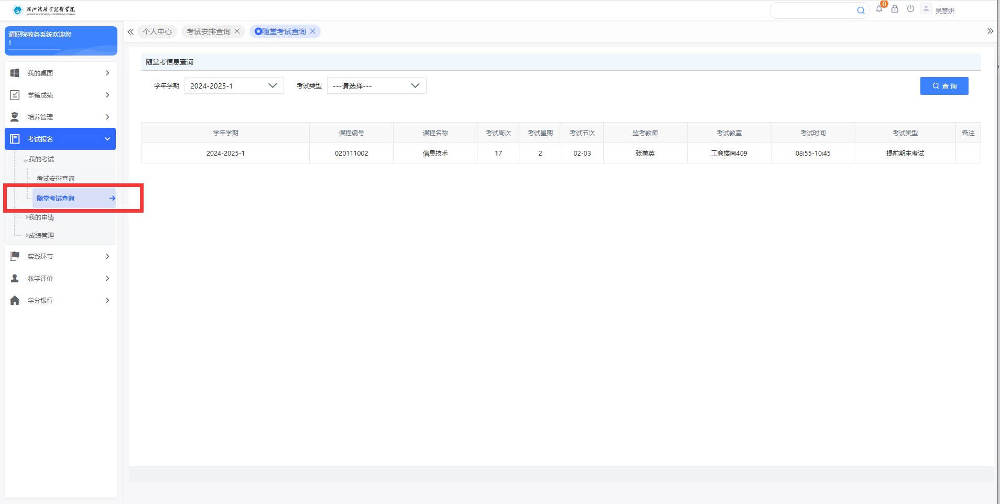 湄洲湾职业技术学院
MEIZHOUWAN VOCATIONAL TECHNOLOGY COLLEGE
0
吴慧妍
湄职院教务系统欢迎您
!
个人中心
考试安排查询
随堂考试查询
我的桌面
学籍成绩
培养管理
考试报名
我的考试
考试安排查询
随堂考试查询
我的申请
成绩管理
实践环节
教学评价
学分银行
随堂考信息查询
学年学期 2024-2025-1 考试类型 ---请选择--- 查 询
学年学期 课程编号 课程名称 考试周次 考试星期 考试节次 监考教师 考试教室 考试时间 考试类型 备注
2024-2025-1 020111002 信息技术 17 2 02-03 张美英 工商楼南409 08:55-10:45 提前期末考试